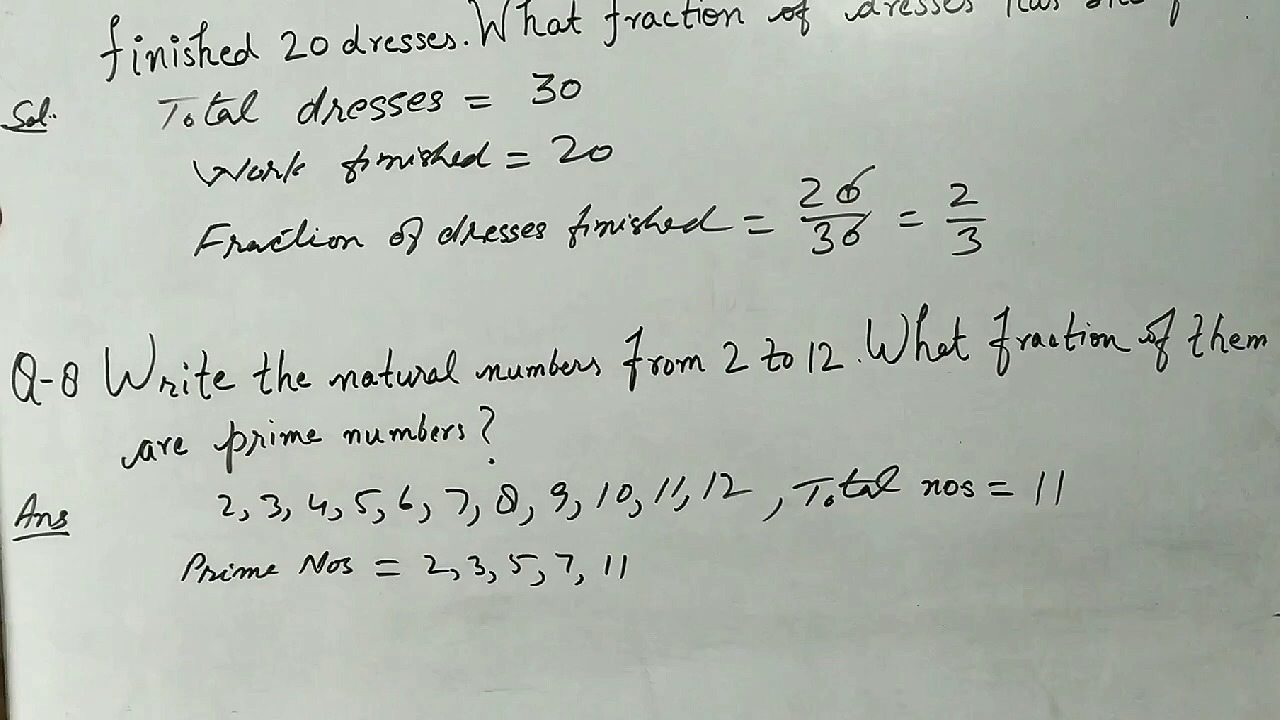 finished 20 dresses. What fraction of dresses has she
Sol. Total dresses = 30
Work finished = 20
Fraction of dresses finished = 20/30 = 2/3
Q-8 Write the natural numbers from 2 to 12. What fraction of them
are prime numbers?
Ans 2, 3, 4, 5, 6, 7, 8, 9, 10, 11, 12, Total nos = 11
Prime Nos = 2, 3, 5, 7, 11